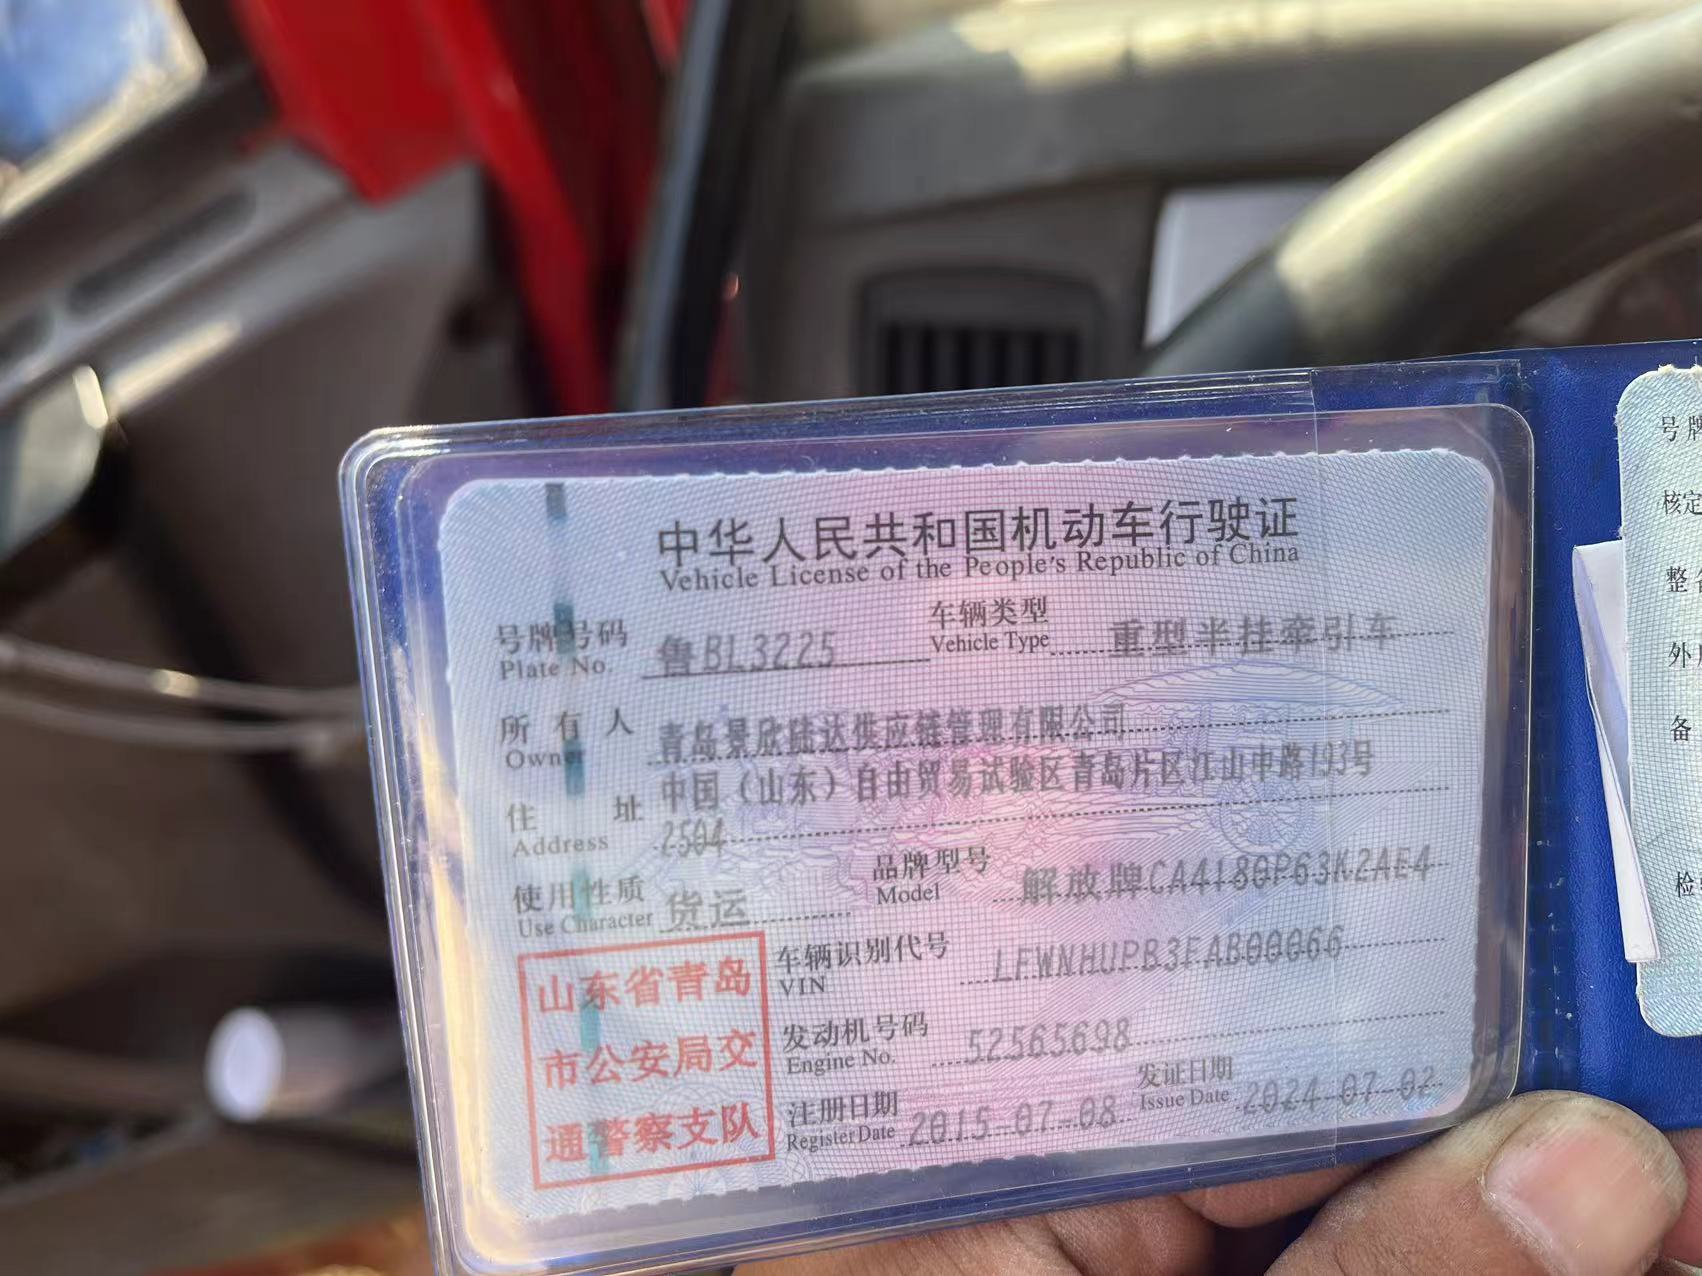 中华人民共和国机动车行驶证
Vehicle License of the People's Republic of China
号牌号码 鲁BL3225 车辆类型 重型半挂牵引车
Plate No. Vehicle Type
所有人 青岛景欣陆达供应链管理有限公司
Owner
住址 中国（山东）自由贸易试验区青岛片区江山中路193号
Address 2504
使用性质 货运 品牌型号 解放牌CA4180P63K2AE4
Use Character Model
山东省青岛
市公安局交
通警察支队
车辆识别代号 LFWNHUPB3FAB00066
VIN
发动机号码 52565698
Engine No.
注册日期 2015-07-08 发证日期 2024-07-02
Register Date Issue Date
号牌
核定
整备
外
备
检